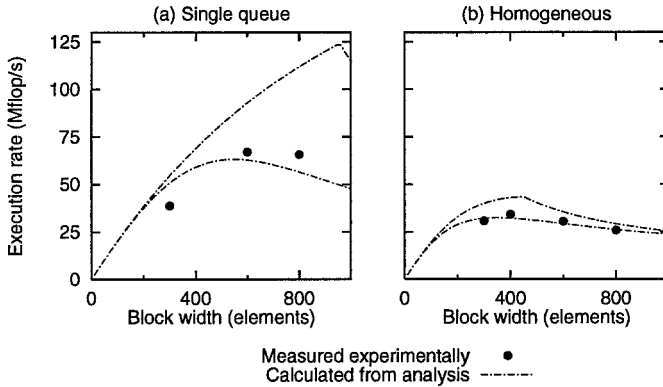 (a) Single queue
(b) Homogeneous
Execution rate (Mflop/s)
125
100
75
50
25
0
0 400 800
Block width (elements)
0 400 800
Block width (elements)
Measured experimentally
Calculated from analysis